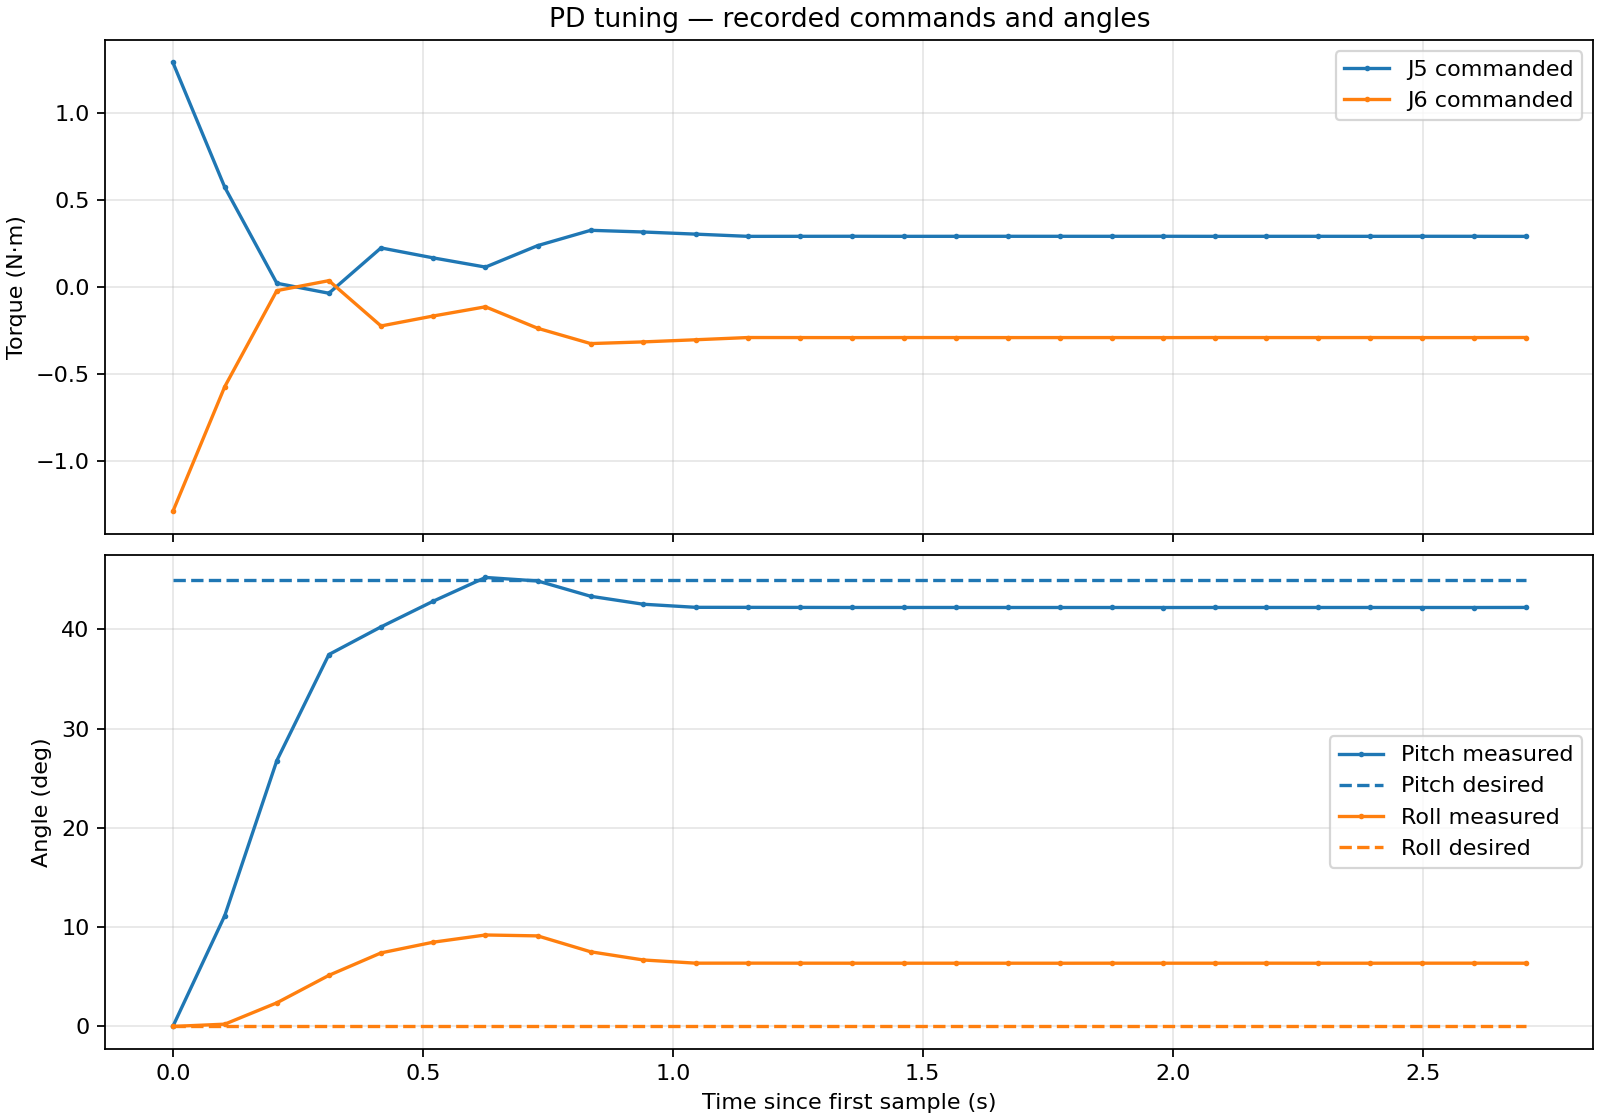 PD tuning — recorded commands and angles
J5 commanded
J6 commanded
1.0
0.5
0.0
−0.5
−1.0
Torque (N·m)
Pitch measured
Pitch desired
Roll measured
Roll desired
40
30
20
10
0
Angle (deg)
0.0 0.5 1.0 1.5 2.0 2.5
Time since first sample (s)